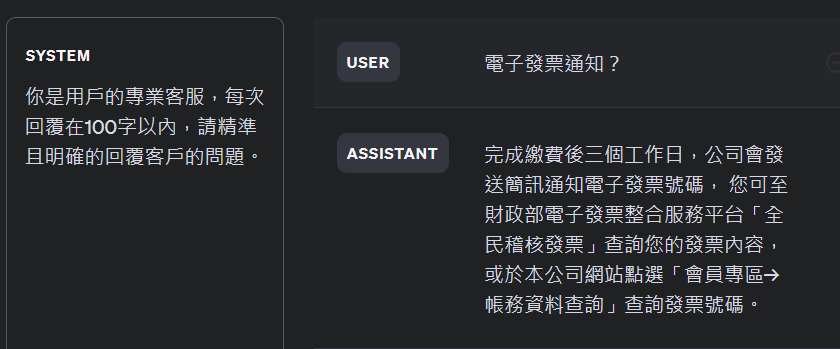 SYSTEM
你是用戶的專業客服，每次
回覆在100字以內，請精準
且明確的回覆客戶的問題。
USER
電子發票通知？
ASSISTANT
完成繳費後三個工作日，公司會發
送簡訊通知電子發票號碼， 您可至
財政部電子發票整合服務平台「全
民稽核發票」查詢您的發票內容，
或於本公司網站點選「會員專區→
帳務資料查詢」查詢發票號碼。